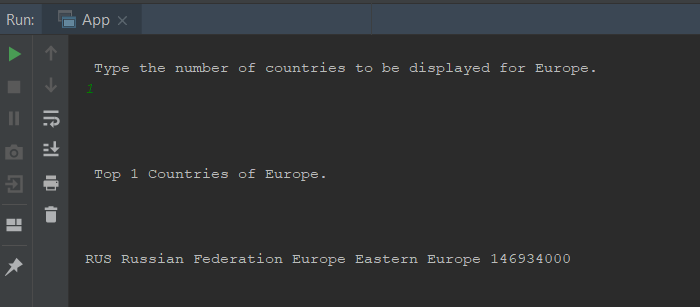 Run: App
Type the number of countries to be displayed for Europe.
1
Top 1 Countries of Europe.
RUS Russian Federation Europe Eastern Europe 146934000